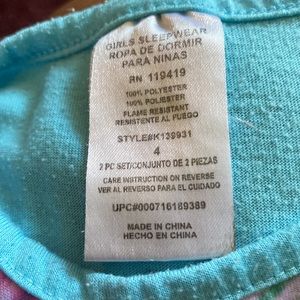 GIRLS SLEEPWEAR
ROPA DE DORMIR
PARA NINAS
RN 119419
100% POLYESTER
100% POLYESTER
FLAME RESISTANT
RESISTENTE AL FUEGO
STYLE#K139931
4
2 PC SET/CONJUNTO DE 2 PIEZAS
CARE INSTRUCTION ON REVERSE
VER AL REVERSO PARA EL CUIDADO
UPC#000716189389
MADE IN CHINA
HECHO EN CHINA